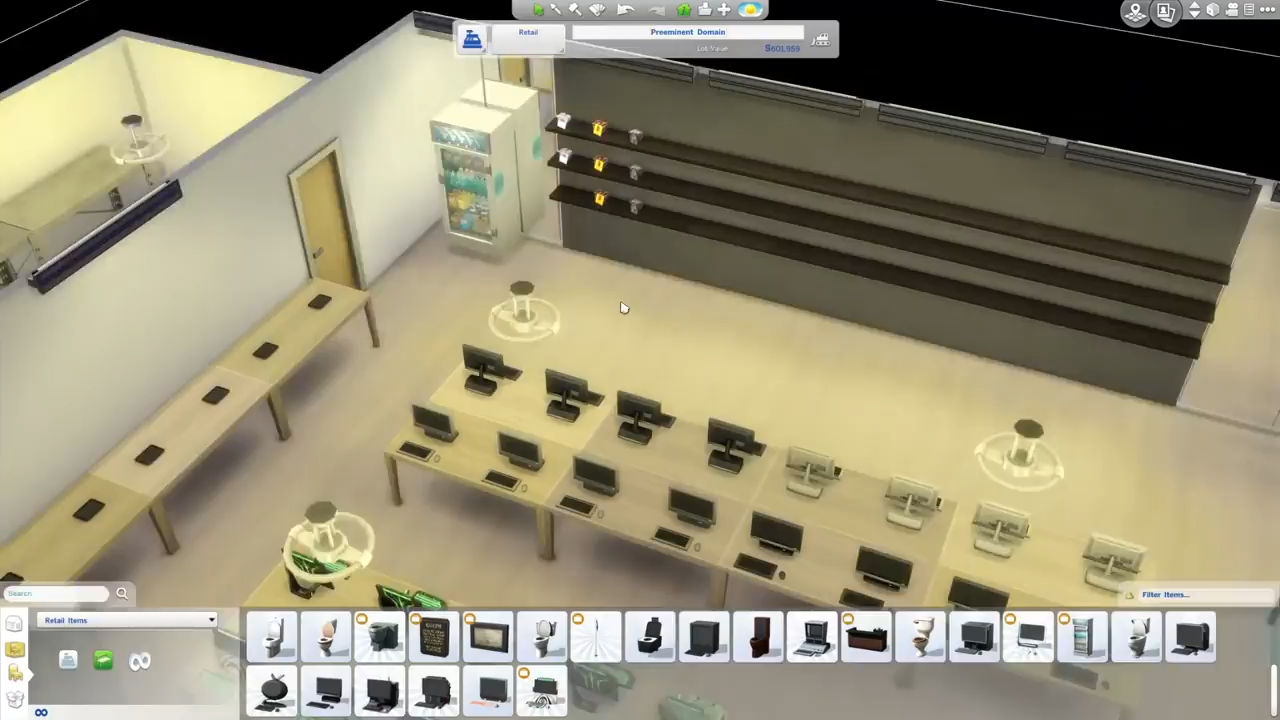 Retail
Preeminent Domain
Lot Value
$601,959
Search
Filter Items...
Retail Items